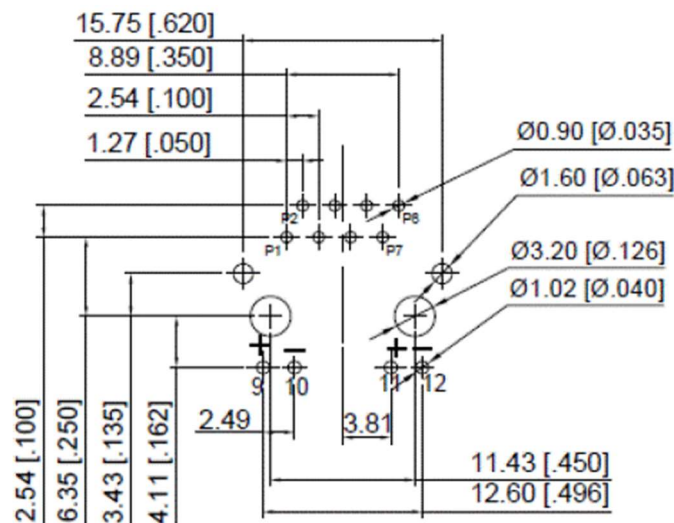 15.75 [.620]
8.89 [.350]
2.54 [.100]
1.27 [.050]
Ø0.90 [Ø.035]
Ø1.60 [Ø.063]
Ø3.20 [Ø.126]
Ø1.02 [Ø.040]
P2 P8
P1 P7
+ − + −
9 10 11 12
2.49 3.81
11.43 [.450]
12.60 [.496]
2.54 [.100]
6.35 [.250]
3.43 [.135]
4.11 [.162]